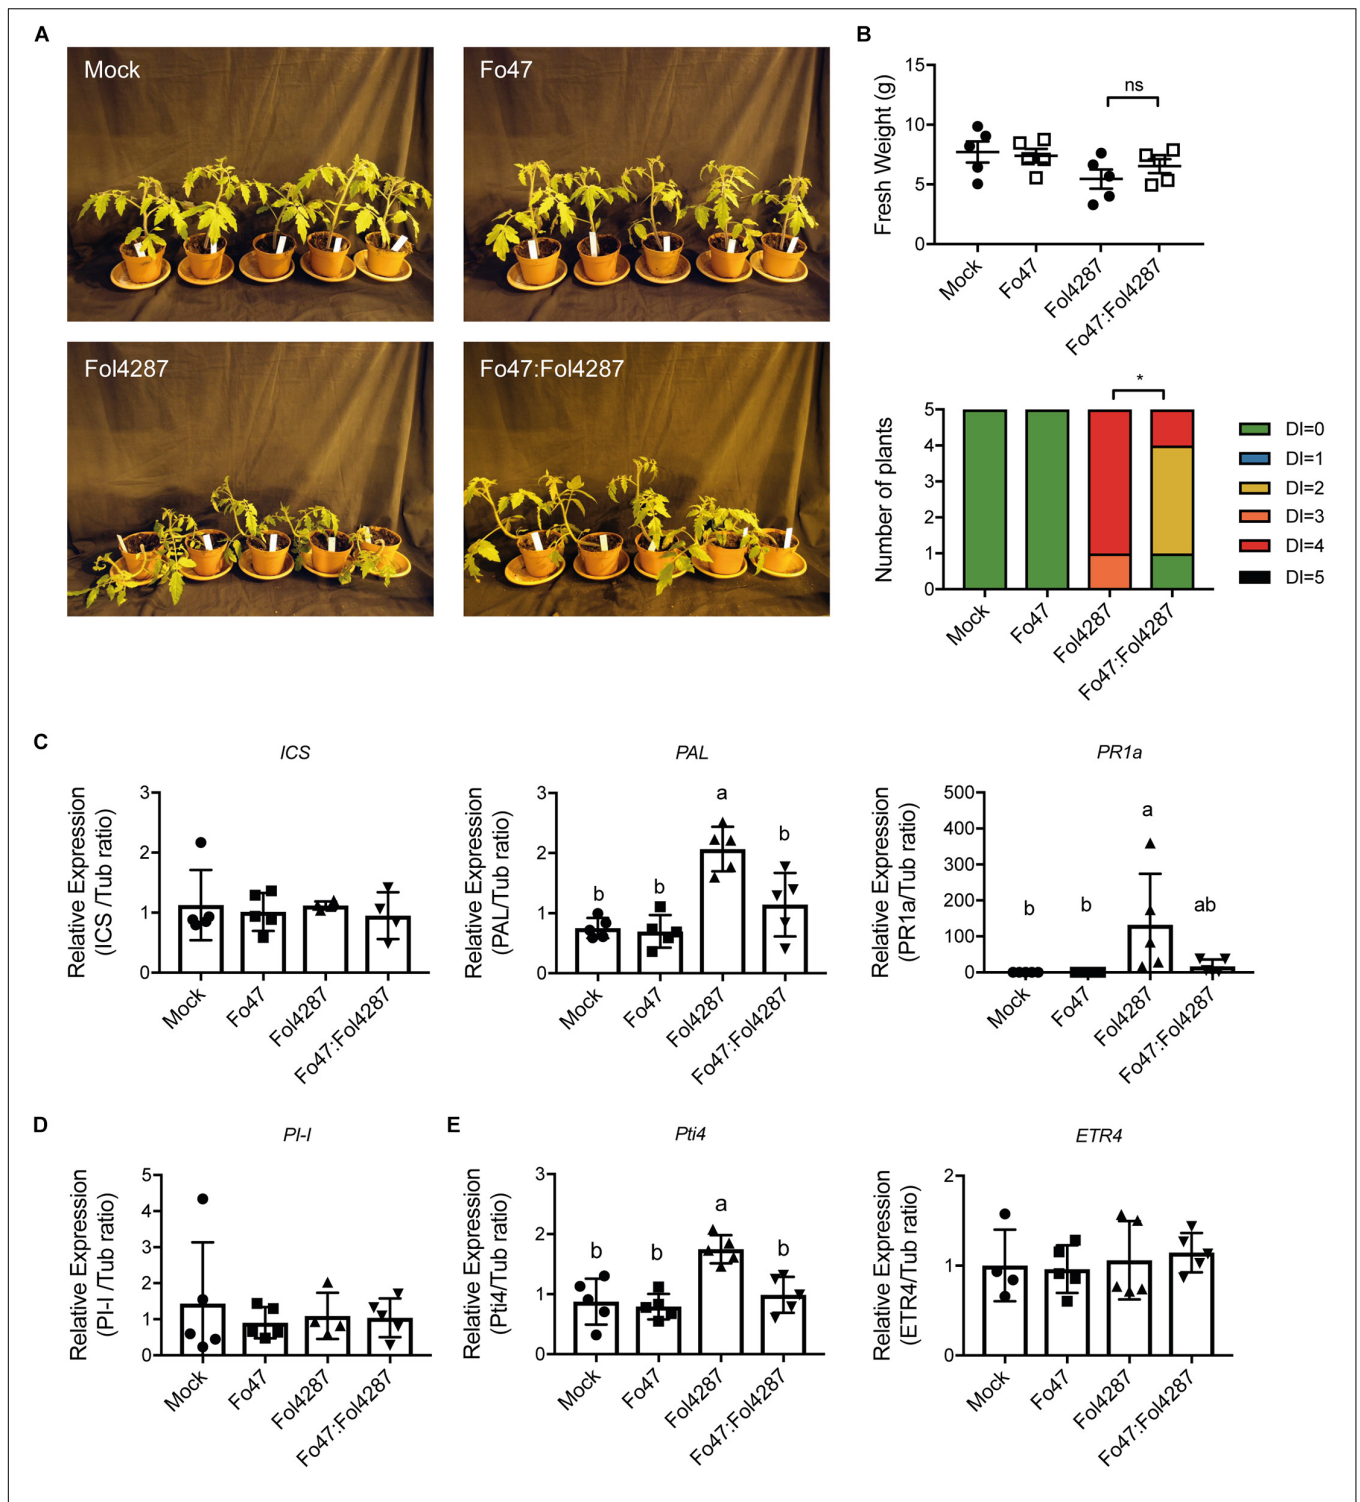 A
Mock
Fo47
Fol4287
Fo47:Fol4287
B
Fresh Weight (g)
15
10
5
0
ns
Mock
Fo47
Fol4287
Fo47:Fol4287
Number of plants
5
4
3
2
1
0
*
Mock
Fo47
Fol4287
Fo47:Fol4287
DI=0
DI=1
DI=2
DI=3
DI=4
DI=5
C
ICS
Relative Expression
(ICS /Tub ratio)
3
2
1
0
Mock
Fo47
Fol4287
Fo47:Fol4287
PAL
Relative Expression
(PAL/Tub ratio)
3
2
1
0
b
b
a
b
Mock
Fo47
Fol4287
Fo47:Fol4287
PR1a
Relative Expression
(PR1a/Tub ratio)
500
400
300
200
100
0
b
b
a
ab
Mock
Fo47
Fol4287
Fo47:Fol4287
D
PI-I
Relative Expression
(PI-I /Tub ratio)
5
4
3
2
1
0
Mock
Fo47
Fol4287
Fo47:Fol4287
E
Pti4
Relative Expression
(Pti4/Tub ratio)
3
2
1
0
b
b
a
b
Mock
Fo47
Fol4287
Fo47:Fol4287
ETR4
Relative Expression
(ETR4/Tub ratio)
2
1
0
Mock
Fo47
Fol4287
Fo47:Fol4287